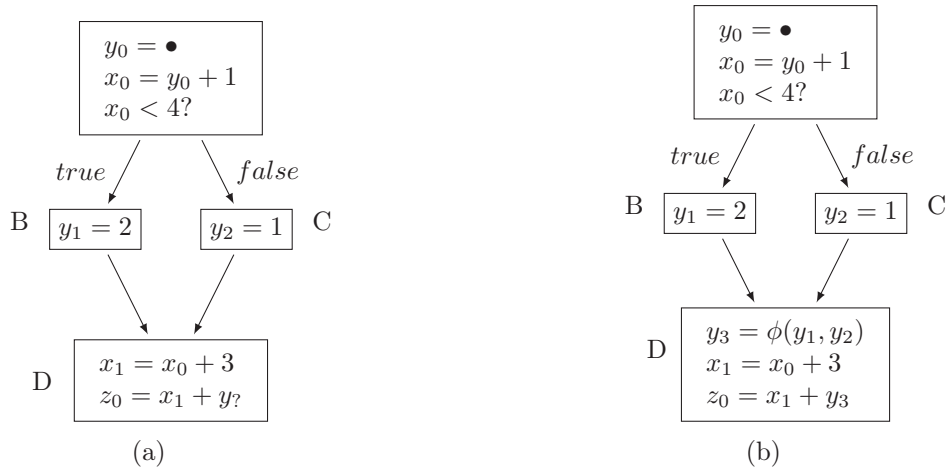 y₀ = •
x₀ = y₀ + 1
x₀ < 4?
true
false
B
y₁ = 2
y₂ = 1
C
D
x₁ = x₀ + 3
z₀ = x₁ + y?
(a)
y₀ = •
x₀ = y₀ + 1
x₀ < 4?
true
false
B
y₁ = 2
y₂ = 1
C
D
y₃ = ϕ(y₁, y₂)
x₁ = x₀ + 3
z₀ = x₁ + y₃
(b)